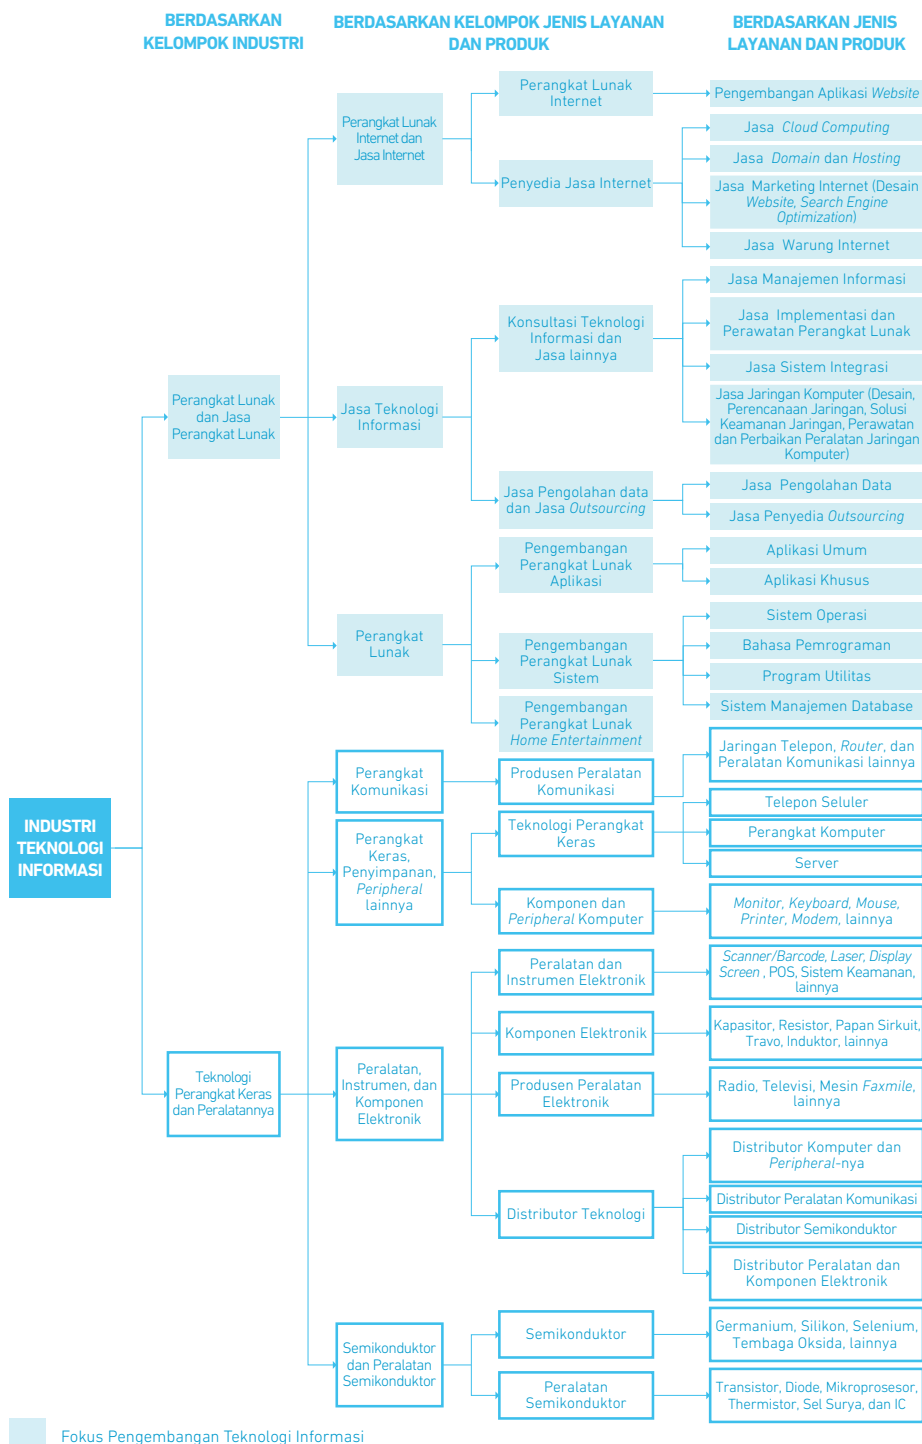 BERDASARKAN
KELOMPOK INDUSTRI
BERDASARKAN KELOMPOK JENIS LAYANAN
DAN PRODUK
BERDASARKAN JENIS
LAYANAN DAN PRODUK
INDUSTRI
TEKNOLOGI
INFORMASI
Perangkat Lunak
dan Jasa
Perangkat Lunak
Perangkat Lunak
Internet dan
Jasa Internet
Perangkat Lunak
Internet
Pengembangan Aplikasi Website
Penyedia Jasa Internet
Jasa Cloud Computing
Jasa Domain dan Hosting
Jasa Marketing Internet (Desain
Website, Search Engine
Optimization)
Jasa Warung Internet
Jasa Teknologi
Informasi
Konsultasi Teknologi
Informasi dan
Jasa lainnya
Jasa Manajemen Informasi
Jasa Implementasi dan
Perawatan Perangkat Lunak
Jasa Sistem Integrasi
Jasa Jaringan Komputer (Desain,
Perencanaan Jaringan, Solusi
Keamanan Jaringan, Perawatan
dan Perbaikan Peralatan Jaringan
Komputer)
Jasa Pengolahan data
dan Jasa Outsourcing
Jasa Pengolahan Data
Jasa Penyedia Outsourcing
Perangkat
Lunak
Pengembangan
Perangkat Lunak
Aplikasi
Aplikasi Umum
Aplikasi Khusus
Pengembangan
Perangkat Lunak
Sistem
Sistem Operasi
Bahasa Pemrograman
Program Utilitas
Sistem Manajemen Database
Pengembangan
Perangkat Lunak
Home Entertainment
Teknologi
Perangkat Keras
dan Peralatannya
Perangkat
Komunikasi
Produsen Peralatan
Komunikasi
Jaringan Telepon, Router, dan
Peralatan Komunikasi lainnya
Perangkat
Keras,
Penyimpanan,
Peripheral
lainnya
Teknologi Perangkat
Keras
Telepon Seluler
Perangkat Komputer
Server
Komponen dan
Peripheral Komputer
Monitor, Keyboard, Mouse,
Printer, Modem, lainnya
Peralatan,
Instrumen, dan
Komponen
Elektronik
Peralatan dan
Instrumen Elektronik
Scanner/Barcode, Laser, Display
Screen , POS, Sistem Keamanan,
lainnya
Komponen Elektronik
Kapasitor, Resistor, Papan Sirkuit,
Travo, Induktor, lainnya
Produsen Peralatan
Elektronik
Radio, Televisi, Mesin Faxmile,
lainnya
Distributor Teknologi
Distributor Komputer dan
Peripheral-nya
Distributor Peralatan Komunikasi
Distributor Semikonduktor
Distributor Peralatan dan
Komponen Elektronik
Semikonduktor
dan Peralatan
Semikonduktor
Semikonduktor
Germanium, Silikon, Selenium,
Tembaga Oksida, lainnya
Peralatan
Semikonduktor
Transistor, Diode, Mikroprosesor,
Thermistor, Sel Surya, dan IC
Fokus Pengembangan Teknologi Informasi